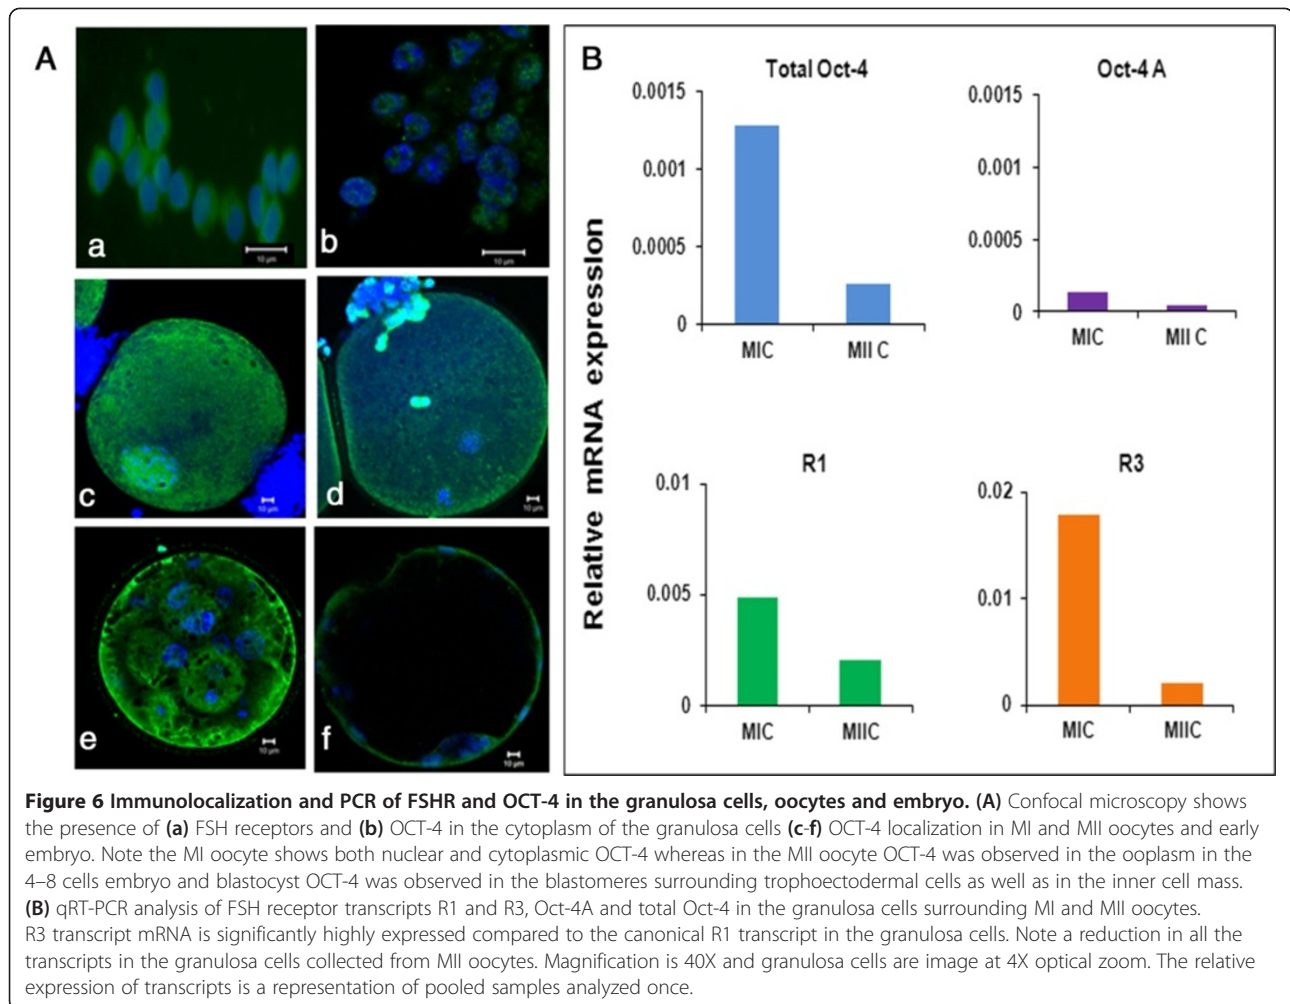 A
a
10 µm
b
10 µm
c
10 µm
d
10 µm
e
10 µm
f
10 µm
B
Relative mRNA expression
Total Oct-4
0.0015
0.001
0.0005
0
MIC
MII C
Oct-4 A
0.0015
0.001
0.0005
0
MIC
MII C
R1
0.01
0.005
0
MIC
MIIC
R3
0.02
0.01
0
MIC
MIIC
Figure 6 Immunolocalization and PCR of FSHR and OCT-4 in the granulosa cells, oocytes and embryo. (A) Confocal microscopy shows
the presence of (a) FSH receptors and (b) OCT-4 in the cytoplasm of the granulosa cells (c-f) OCT-4 localization in MI and MII oocytes and early
embryo. Note the MI oocyte shows both nuclear and cytoplasmic OCT-4 whereas in the MII oocyte OCT-4 was observed in the ooplasm in the
4–8 cells embryo and blastocyst OCT-4 was observed in the blastomeres surrounding trophoectodermal cells as well as in the inner cell mass.
(B) qRT-PCR analysis of FSH receptor transcripts R1 and R3, Oct-4A and total Oct-4 in the granulosa cells surrounding MI and MII oocytes.
R3 transcript mRNA is significantly highly expressed compared to the canonical R1 transcript in the granulosa cells. Note a reduction in all the
transcripts in the granulosa cells collected from MII oocytes. Magnification is 40X and granulosa cells are image at 4X optical zoom. The relative
expression of transcripts is a representation of pooled samples analyzed once.